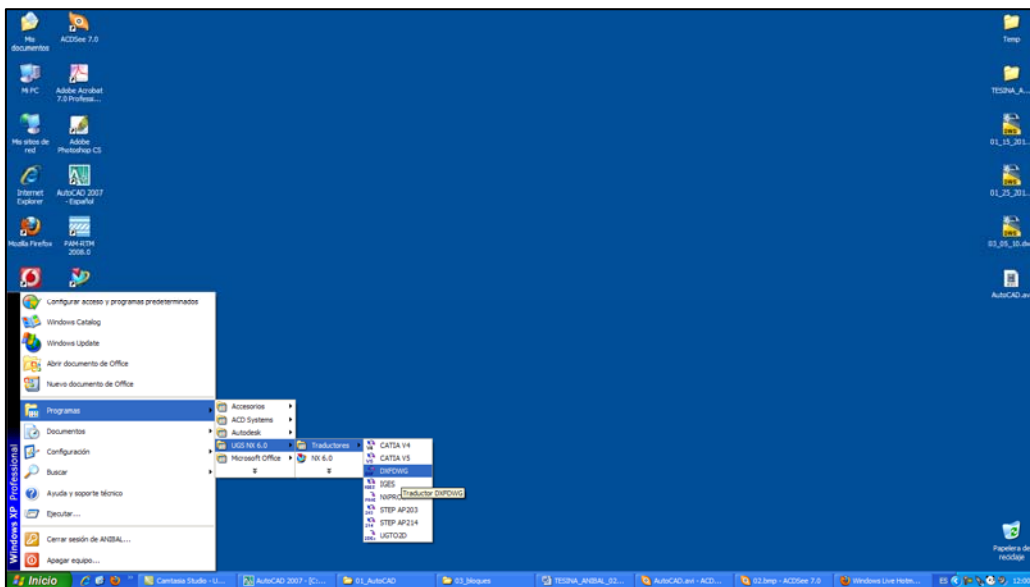 Mis
documentos
ACDSee 7.0
Mi PC
Adobe Acrobat
7.0 Professi...
Mis sitios de
red
Adobe
Photoshop CS
Internet
Explorer
AutoCAD 2007
- Español
Mozilla Firefox
PAM-RTM
2008.0
Temp
TESINA_A...
DWG
01_15_201...
DWG
01_25_201...
DWG
03_05_10.dw
AutoCAD.av
Windows XP Professional
Configurar acceso y programas predeterminados
Windows Catalog
Windows Update
Abrir documento de Office
Nuevo documento de Office
Programas
Documentos
Configuración
Buscar
Ayuda y soporte técnico
Ejecutar...
Cerrar sesión de ANIBAL...
Apagar equipo...
Accesorios
ACD Systems
Autodesk
UGS NX 6.0
Microsoft Office
Traductores
NX 6.0
CATIA V4
CATIA V5
DXFDWG
IGES
Traductor DXFDWG
STEP AP203
STEP AP214
UGTO2D
Papelera de
reciclaje
Inicio
Camtasia Studio - U...
AutoCAD 2007 - [C:...
01_AutoCAD
03_bloques
TESINA_ANIBAL_02...
AutoCAD.avi - ACD...
02.bmp - ACDSee 7.0
Windows Live Hotm...
ES